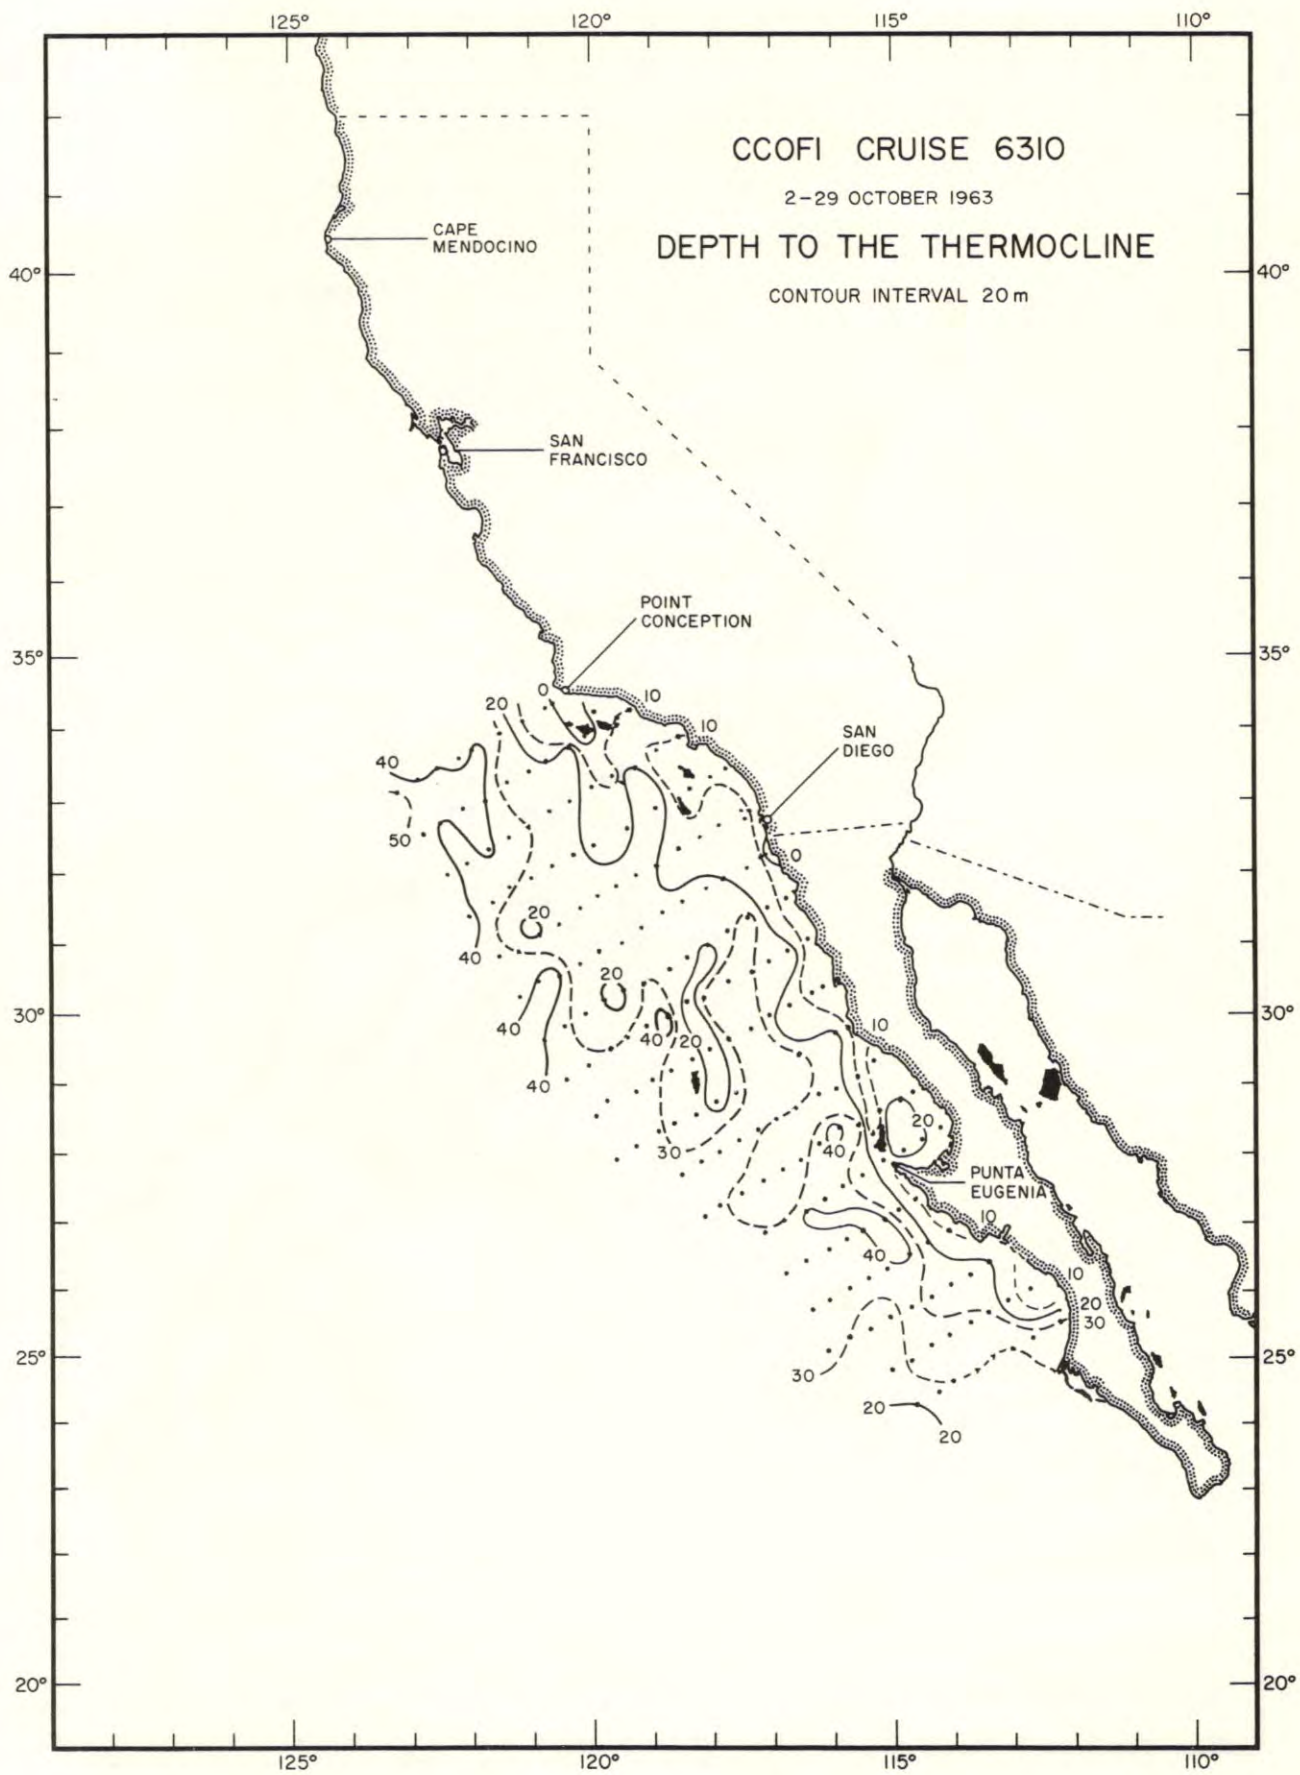 125° 120° 115° 110°
CCOFI CRUISE 6310
2-29 OCTOBER 1963
DEPTH TO THE THERMOCLINE
CONTOUR INTERVAL 20 m
CAPE
MENDOCINO
40° 40°
SAN
FRANCISCO
POINT
CONCEPTION
35° 35°
0 10
20
10
SAN
DIEGO
40
50
0
20
40
20
30° 30°
40 40 20 10
40
20
40
30
PUNTA
EUGENIA
10
40
10
20
30
25° 25°
30
20
20
20° 20°
125° 120° 115° 110°